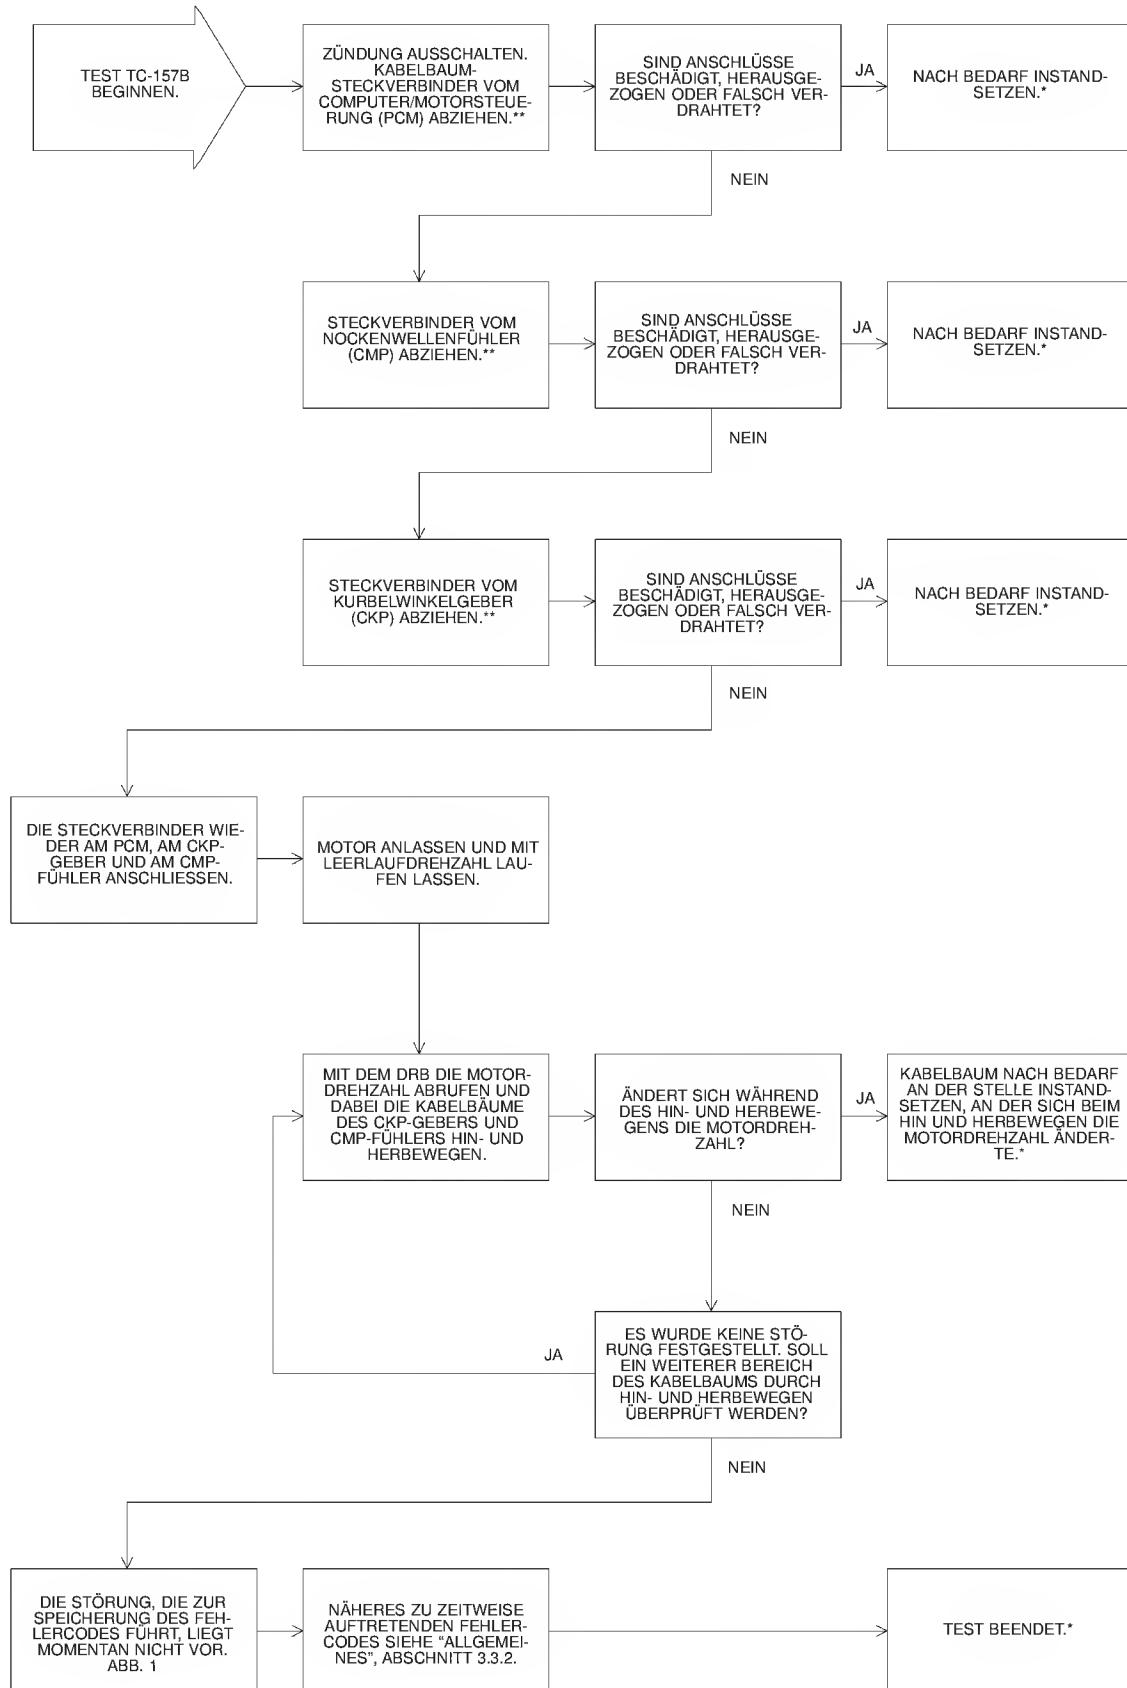 TEST TC-157B
BEGINNEN.
ZÜNDUNG AUSSCHALTEN.
KABELBAUM-
STECKVERBINDER VOM
COMPUTER/MOTORSTEUE-
RUNG (PCM) ABZIEHEN.**
SIND ANSCHLÜSSE
BESCHÄDIGT, HERAUSGE-
ZOGEN ODER FALSCH VER-
DRAHTET?
JA
NACH BEDARF INSTAND-
SETZEN.*
NEIN
STECKVERBINDER VOM
NOCKENWELLENFÜHLER
(CMP) ABZIEHEN.**
SIND ANSCHLÜSSE
BESCHÄDIGT, HERAUSGE-
ZOGEN ODER FALSCH VER-
DRAHTET?
JA
NACH BEDARF INSTAND-
SETZEN.*
NEIN
STECKVERBINDER VOM
KURBELWINKELGEBER
(CKP) ABZIEHEN.**
SIND ANSCHLÜSSE
BESCHÄDIGT, HERAUSGE-
ZOGEN ODER FALSCH VER-
DRAHTET?
JA
NACH BEDARF INSTAND-
SETZEN.*
NEIN
DIE STECKVERBINDER WIE-
DER AM PCM, AM CKP-
GEBER UND AM CMP-
FÜHLER ANSCHLIESSEN.
MOTOR ANLASSEN UND MIT
LEERLAUFDREHZAHL LAU-
FEN LASSEN.
MIT DEM DRB DIE MOTOR-
DREHZAHL ABRUFEN UND
DABEI DIE KABELBÄUME
DES CKP-GEBERS UND
CMP-FÜHLERS HIN- UND
HERBEWEGEN.
ÄNDERT SICH WÄHREND
DES HIN- UND HERBEWE-
GENS DIE MOTORDREH-
ZAHL?
JA
KABELBAUM NACH BEDARF
AN DER STELLE INSTAND-
SETZEN, AN DER SICH BEIM
HIN UND HERBEWEGEN DIE
MOTORDREHZAHL ÄNDER-
TE.*
NEIN
ES WURDE KEINE STÖ-
RUNG FESTGESTELLT. SOLL
EIN WEITERER BEREICH
DES KABELBAUMS DURCH
HIN- UND HERBEWEGEN
ÜBERPRÜFT WERDEN?
JA
NEIN
DIE STÖRUNG, DIE ZUR
SPEICHERUNG DES FEH-
LERCODES FÜHRT, LIEGT
MOMENTAN NICHT VOR.
ABB. 1
NÄHERES ZU ZEITWEISE
AUFTRETENDEN FEHLER-
CODES SIEHE "ALLGEMEI-
NES", ABSCHNITT 3.3.2.
TEST BEENDET.*